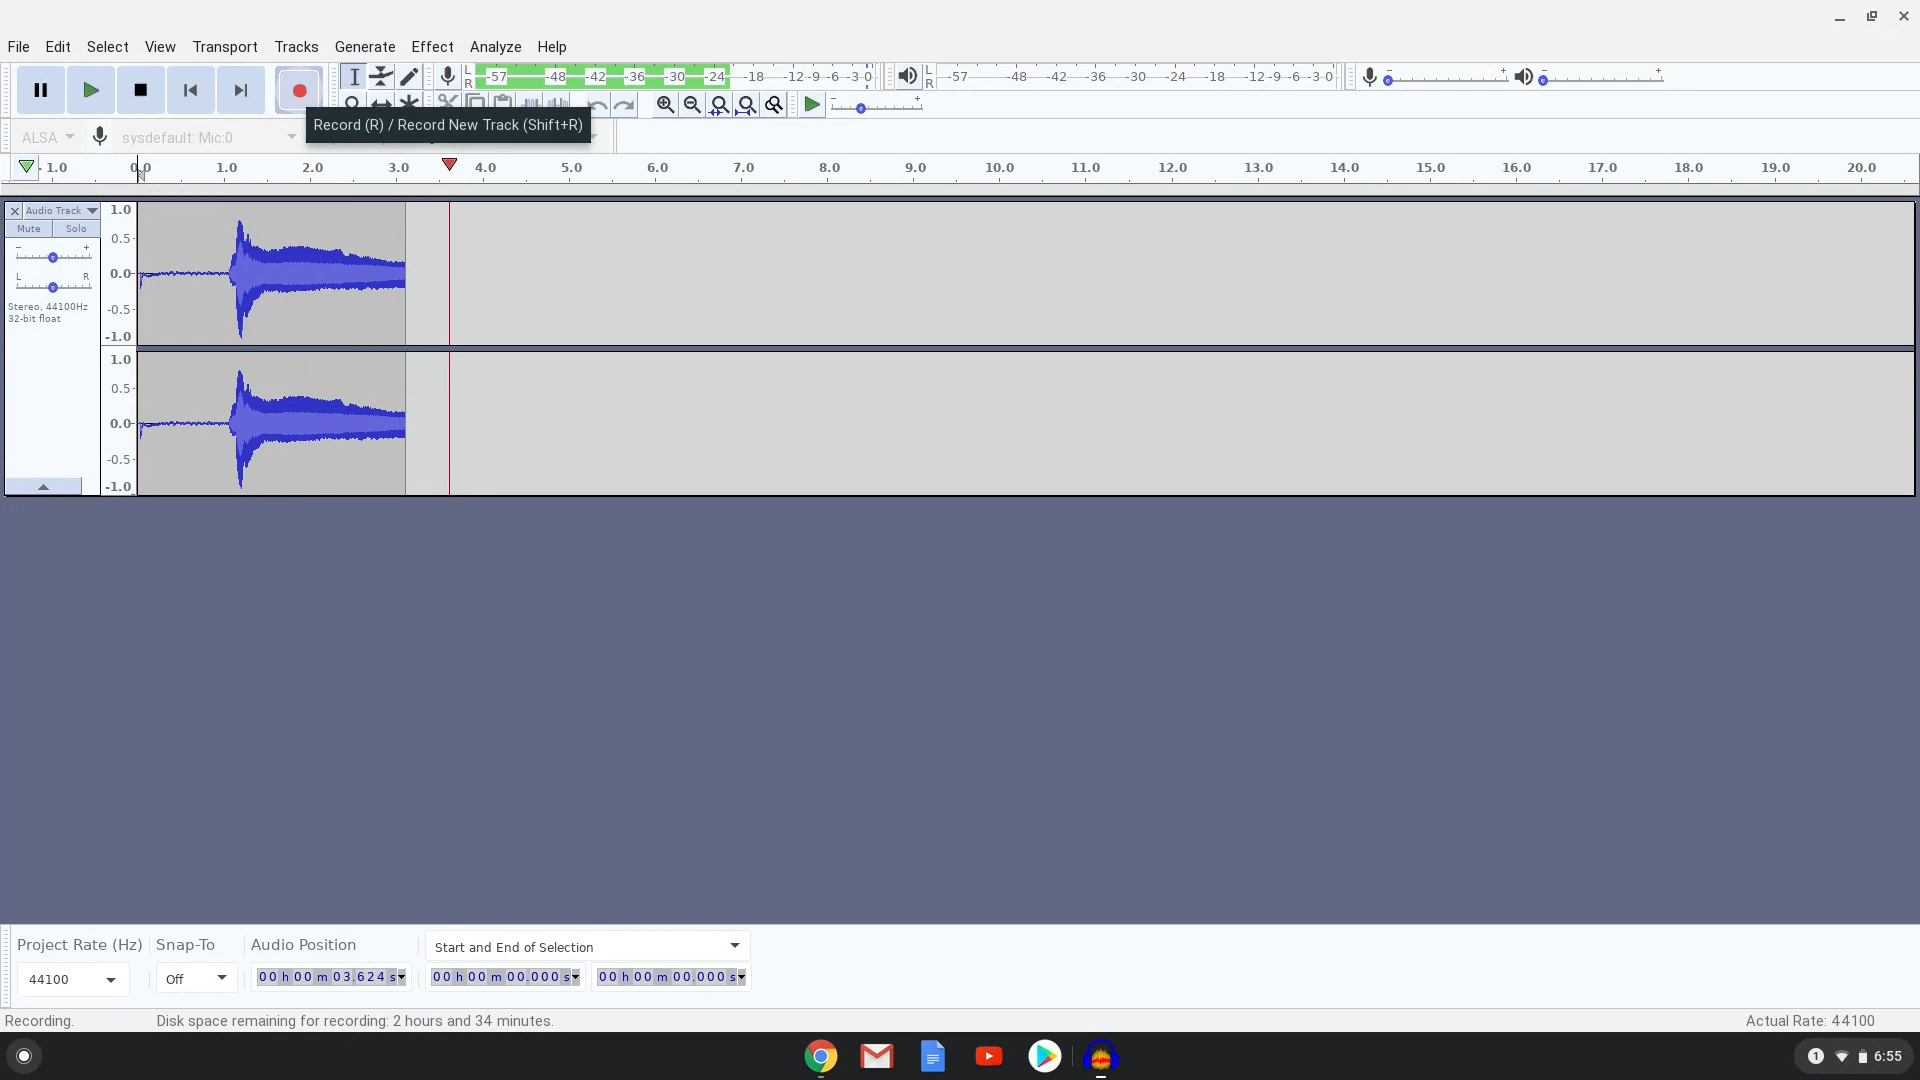 File Edit Select View Transport Tracks Generate Effect Analyze Help
L R -57 -48 -42 -36 -30 -24 -18 -12 -9 -6 -3 0
L R -57 -48 -42 -36 -30 -24 -18 -12 -9 -6 -3 0
- +
- +
- +
Record (R) / Record New Track (Shift+R)
ALSA sysdefault: Mic:0
- 1.0 0.0 1.0 2.0 3.0 4.0 5.0 6.0 7.0 8.0 9.0 10.0 11.0 12.0 13.0 14.0 15.0 16.0 17.0 18.0 19.0 20.0
Audio Track
Mute Solo
- +
L R
Stereo, 44100Hz
32-bit float
1.0
0.5
0.0
-0.5
-1.0
1.0
0.5
0.0
-0.5
-1.0
Project Rate (Hz) Snap-To Audio Position Start and End of Selection
44100 Off 00 h 00 m 03.624 s 00 h 00 m 00.000 s 00 h 00 m 00.000 s
Recording. Disk space remaining for recording: 2 hours and 34 minutes. Actual Rate: 44100
1 6:55